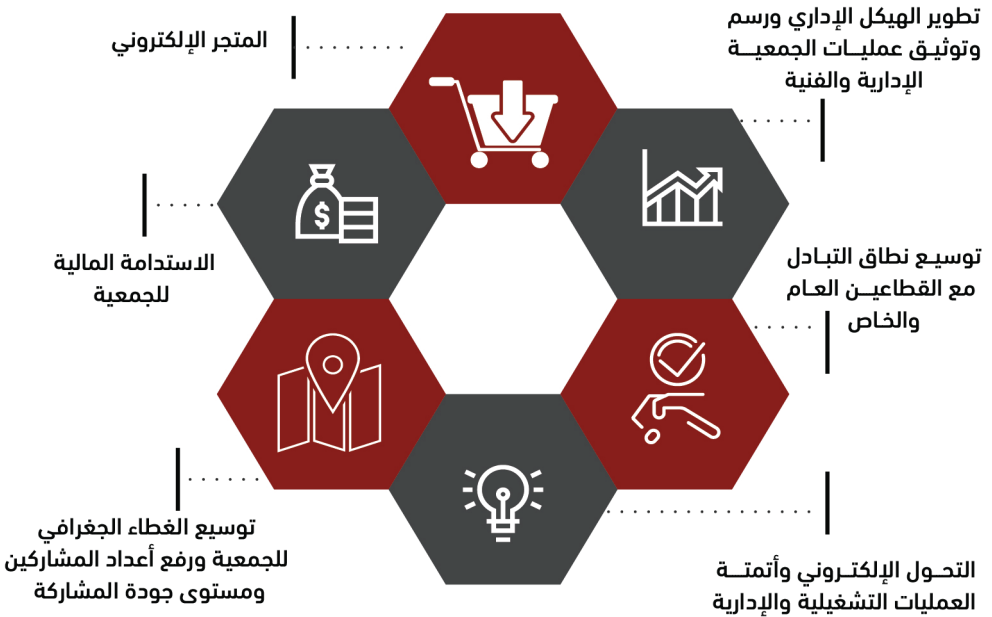 تطوير الهيكل الإداري ورسم
وتوثيق عمليات الجمعية
الإدارية والفنية
المتجر الإلكتروني
توسيع نطاق التبادل
مع القطاعين العام
والخاص
الاستدامة المالية
للجمعية
التحول الإلكتروني وأتمتة
العمليات التشغيلية والإدارية
توسيع الغطاء الجغرافي
للجمعية ورفع أعداد المشاركين
ومستوى جودة المشاركة
$